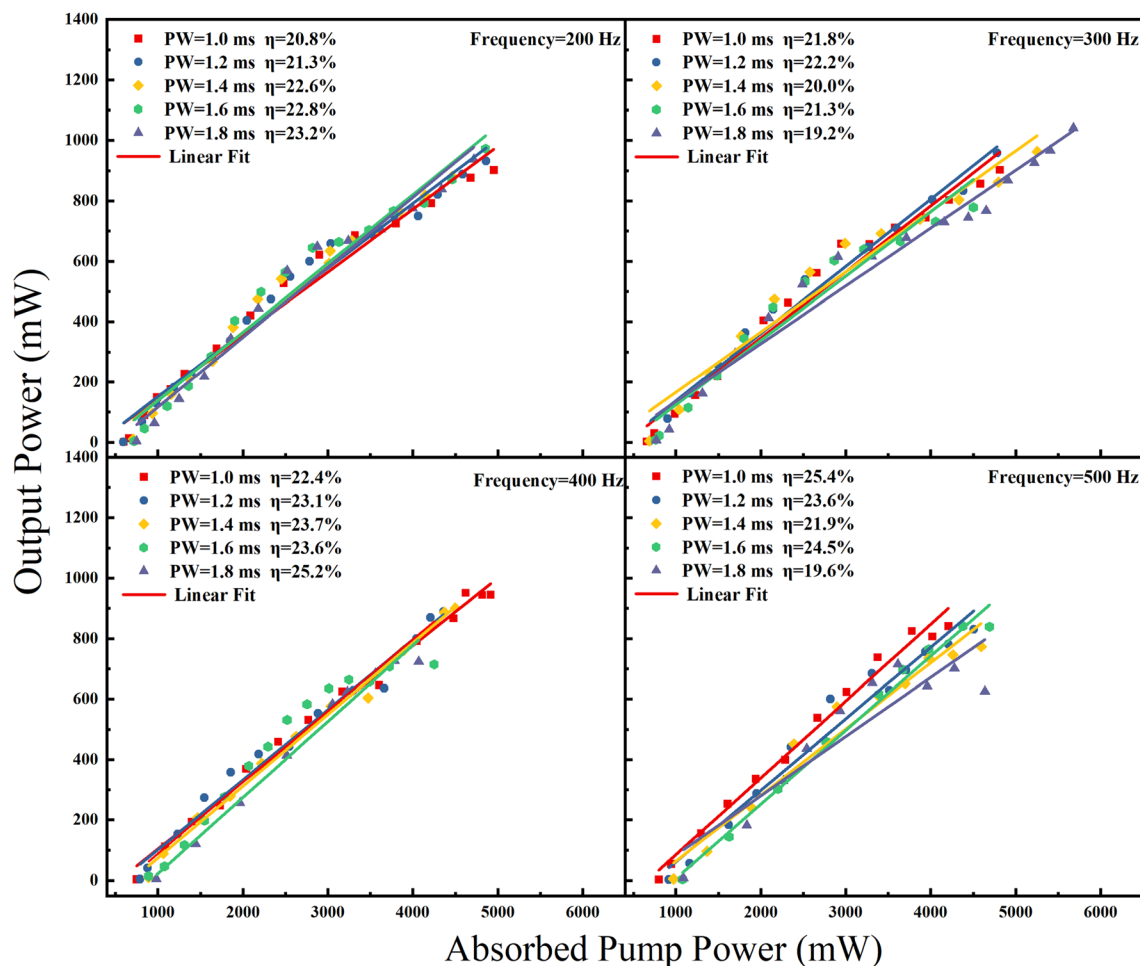 Output Power (mW)
1400
1200
1000
800
600
400
200
0
PW=1.0 ms η=20.8%
PW=1.2 ms η=21.3%
PW=1.4 ms η=22.6%
PW=1.6 ms η=22.8%
PW=1.8 ms η=23.2%
Linear Fit
Frequency=200 Hz
PW=1.0 ms η=21.8%
PW=1.2 ms η=22.2%
PW=1.4 ms η=20.0%
PW=1.6 ms η=21.3%
PW=1.8 ms η=19.2%
Linear Fit
Frequency=300 Hz
1400
1200
1000
800
600
400
200
0
PW=1.0 ms η=22.4%
PW=1.2 ms η=23.1%
PW=1.4 ms η=23.7%
PW=1.6 ms η=23.6%
PW=1.8 ms η=25.2%
Linear Fit
Frequency=400 Hz
PW=1.0 ms η=25.4%
PW=1.2 ms η=23.6%
PW=1.4 ms η=21.9%
PW=1.6 ms η=24.5%
PW=1.8 ms η=19.6%
Linear Fit
Frequency=500 Hz
1000 2000 3000 4000 5000 6000
1000 2000 3000 4000 5000 6000
Absorbed Pump Power (mW)